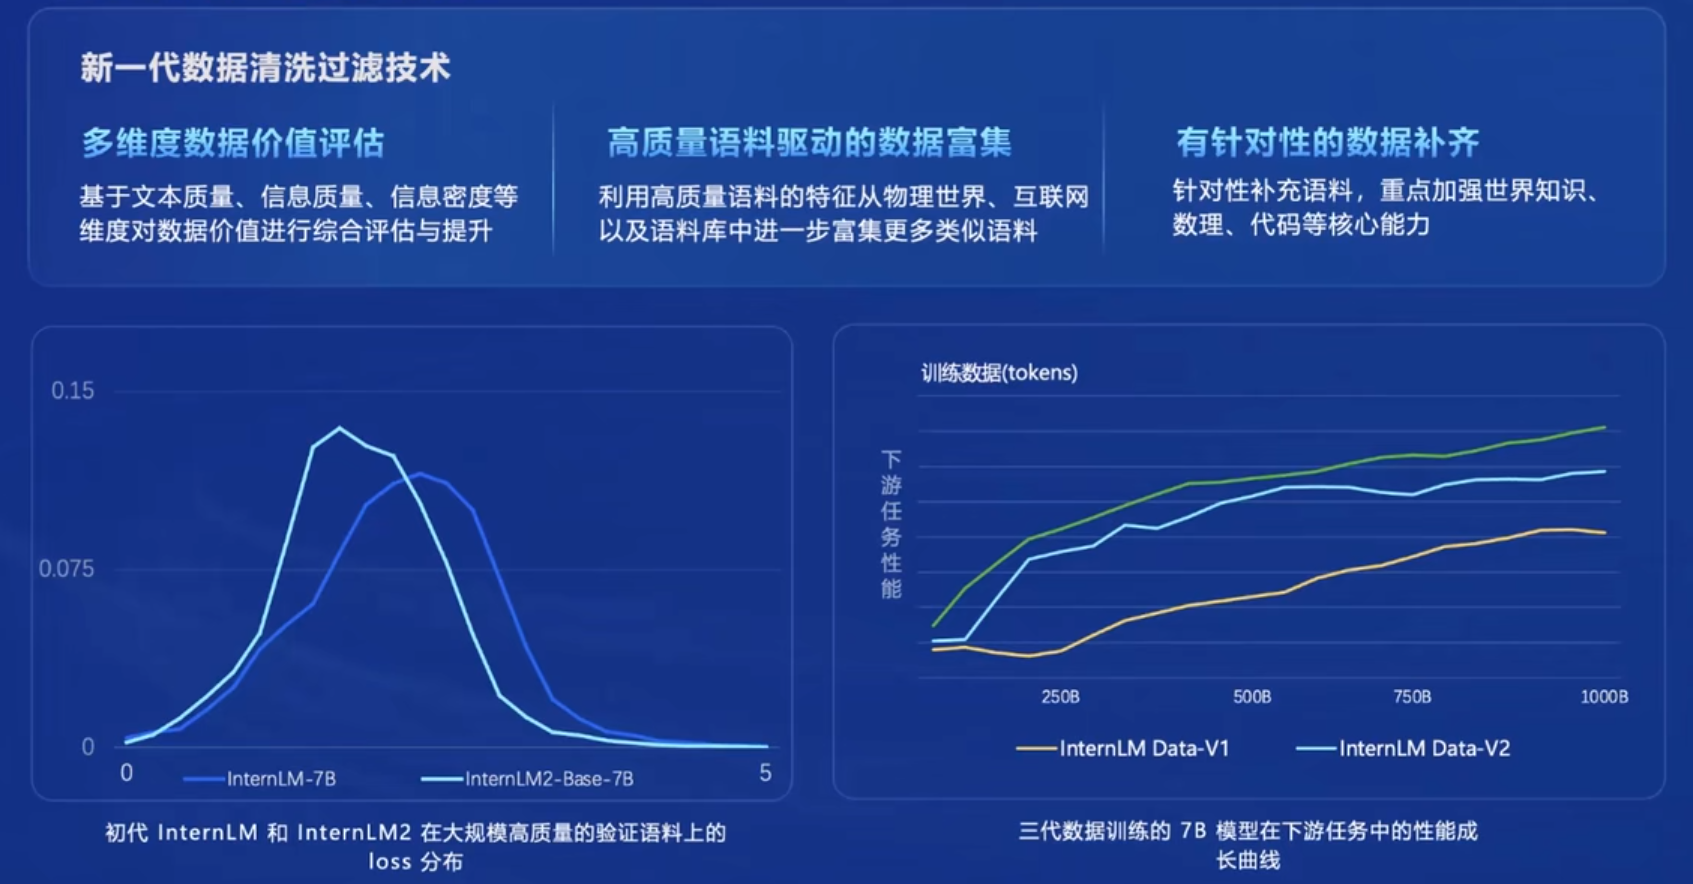 新一代数据清洗过滤技术
多维度数据价值评估
基于文本质量、信息质量、信息密度等
维度对数据价值进行综合评估与提升
高质量语料驱动的数据富集
利用高质量语料的特征从物理世界、互联网
以及语料库中进一步富集更多类似语料
有针对性的数据补齐
针对性补充语料，重点加强世界知识、
数理、代码等核心能力
0.15
0.075
0
0
5
InternLM-7B
InternLM2-Base-7B
初代 InternLM 和 InternLM2 在大规模高质量的验证语料上的
loss 分布
训练数据(tokens)
下游任务性能
250B
500B
750B
1000B
InternLM Data-V1
InternLM Data-V2
三代数据训练的 7B 模型在下游任务中的性能成
长曲线